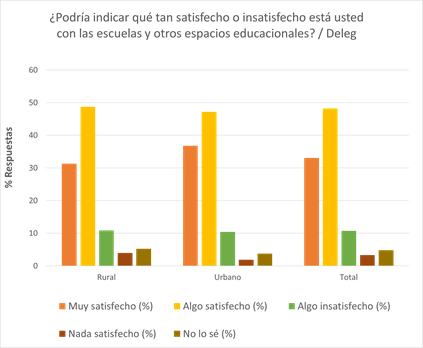 ¿Podría indicar qué tan satisfecho o insatisfecho está usted
con las escuelas y otros espacios educacionales? / Deleg
60
50
40
30
20
10
0
% Respuestas
Rural
Urbano
Total
Muy satisfecho (%)
Algo satisfecho (%)
Algo insatisfecho (%)
Nada satisfecho (%)
No lo sé (%)